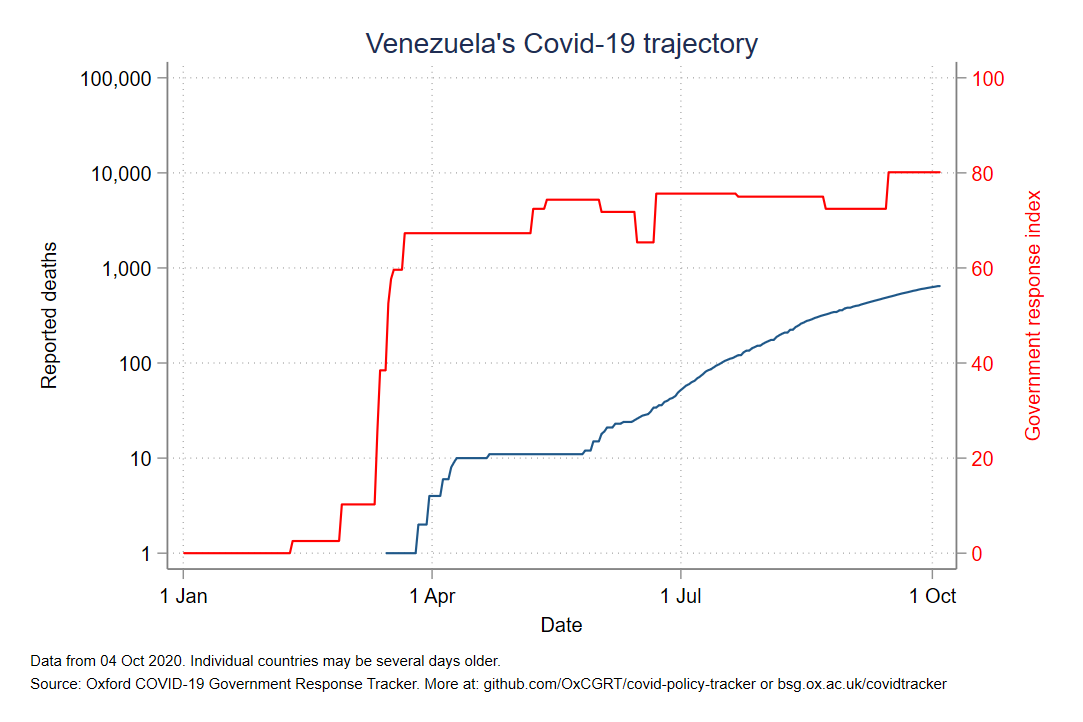 Venezuela's Covid-19 trajectory
100,000
10,000
1,000
100
10
1
Reported deaths
100
80
60
40
20
0
Government response index
1 Jan
1 Apr
1 Jul
1 Oct
Date
Data from 04 Oct 2020. Individual countries may be several days older.
Source: Oxford COVID-19 Government Response Tracker. More at: github.com/OxCGRT/covid-policy-tracker or bsg.ox.ac.uk/covidtracker